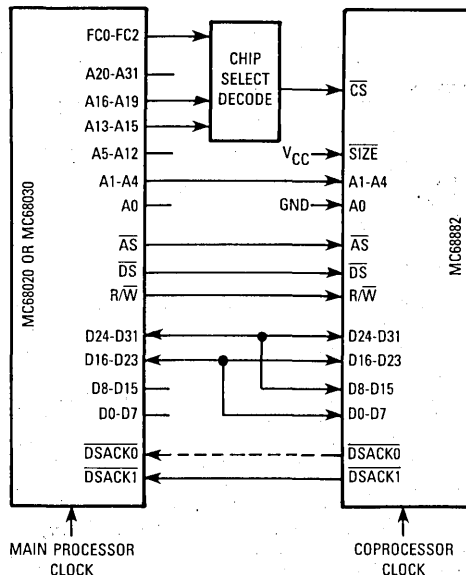 FC0-FC2
A20-A31
A16-A19
A13-A15
A5-A12
A1-A4
A0
AS
DS
R/W
D24-D31
D16-D23
D8-D15
D0-D7
DSACK0
DSACK1
MC68020 OR MC68030
CHIP
SELECT
DECODE
VCC
GND
CS
SIZE
A1-A4
A0
AS
DS
R/W
D24-D31
D16-D23
D8-D15
D0-D7
DSACK0
DSACK1
MC68882
MAIN PROCESSOR
CLOCK
COPROCESSOR
CLOCK